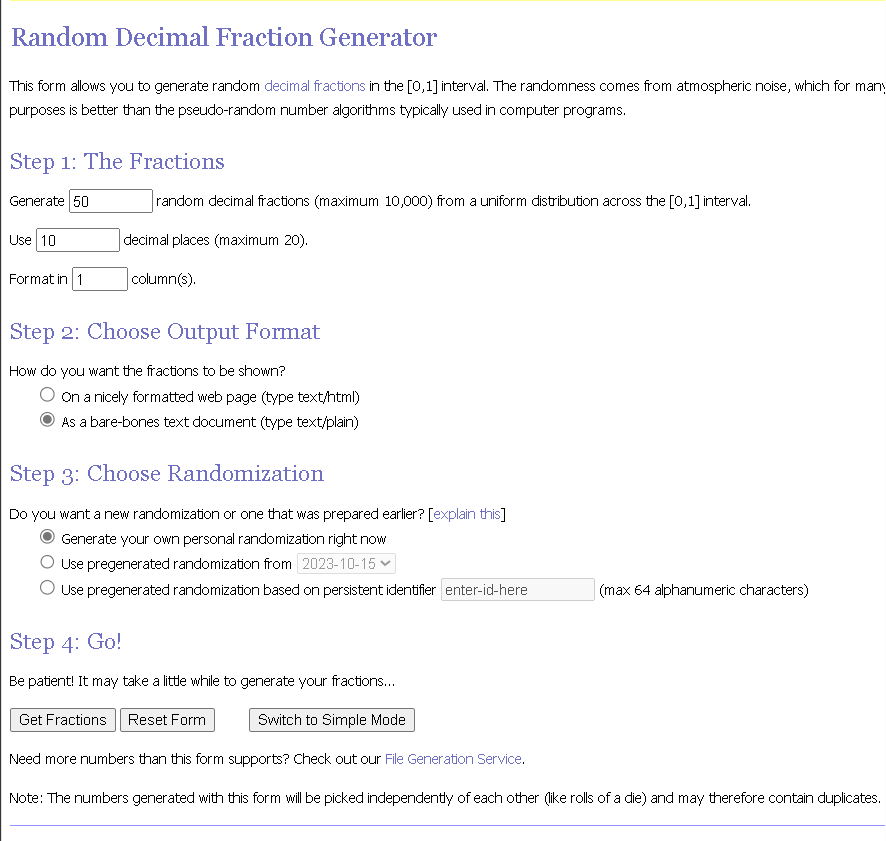 Random Decimal Fraction Generator
This form allows you to generate random decimal fractions in the [0,1] interval. The randomness comes from atmospheric noise, which for many
purposes is better than the pseudo-random number algorithms typically used in computer programs.
Step 1: The Fractions
Generate 50 random decimal fractions (maximum 10,000) from a uniform distribution across the [0,1] interval.
Use 10 decimal places (maximum 20).
Format in 1 column(s).
Step 2: Choose Output Format
How do you want the fractions to be shown?
On a nicely formatted web page (type text/html)
As a bare-bones text document (type text/plain)
Step 3: Choose Randomization
Do you want a new randomization or one that was prepared earlier? [explain this]
Generate your own personal randomization right now
Use pregenerated randomization from 2023-10-15
Use pregenerated randomization based on persistent identifier enter-id-here (max 64 alphanumeric characters)
Step 4: Go!
Be patient! It may take a little while to generate your fractions...
Get Fractions Reset Form Switch to Simple Mode
Need more numbers than this form supports? Check out our File Generation Service.
Note: The numbers generated with this form will be picked independently of each other (like rolls of a die) and may therefore contain duplicates.